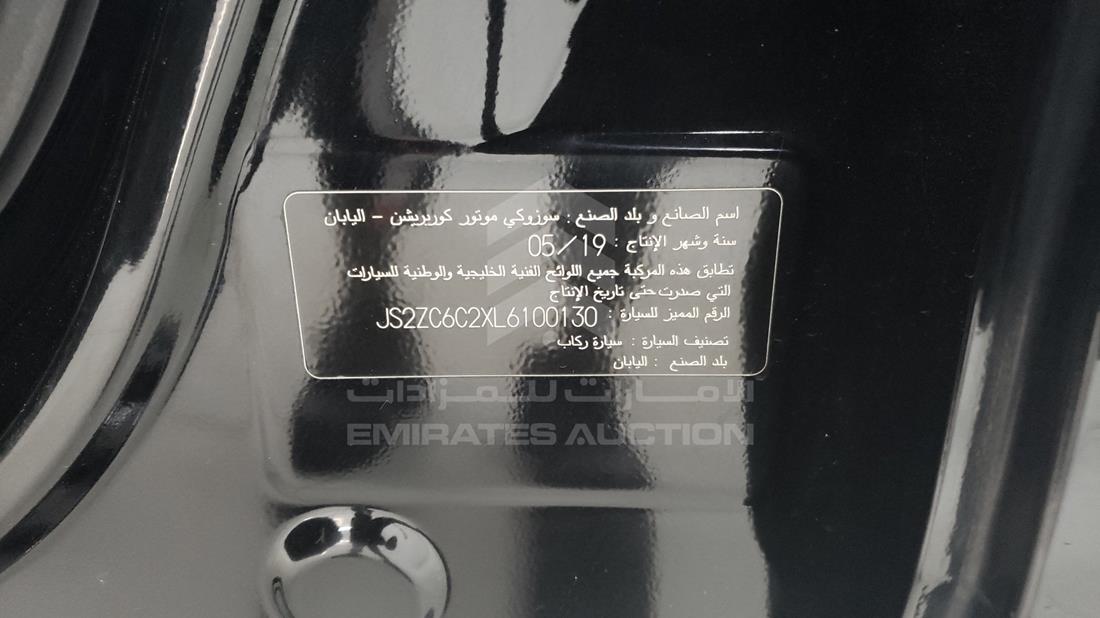 اسم الصانع و بلد الصنع : سوزوكي موتور كوربريشن – اليابان
سنة وشهر الإنتاج : 05/19
تطابق هذه المركبة جميع اللوائح الفنية الخليجية والوطنية للسيارات
التي صدرت حتى تاريخ الإنتاج
الرقم المميز للسيارة : JS2ZC6C2XL6100130
تصنيف السيارة : سيارة ركاب
بلد الصنع : اليابان
الامارات للمزادات
EMIRATES AUCTION